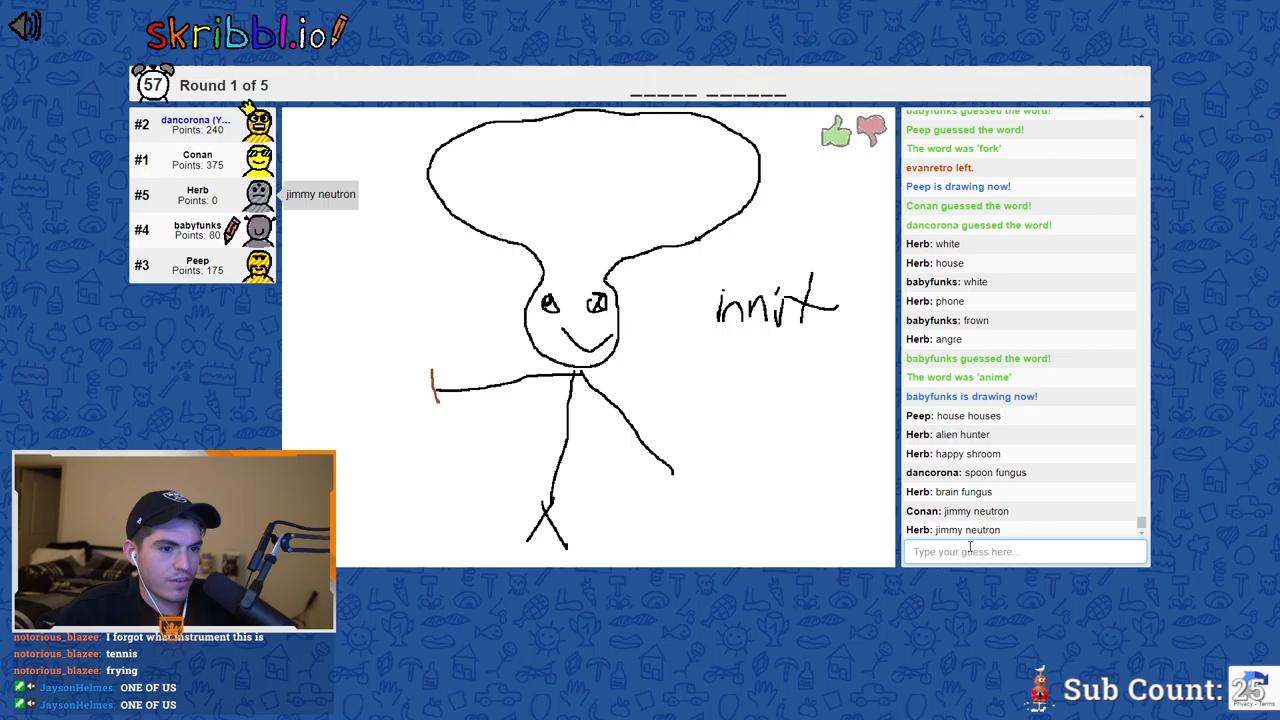 skribbl.io
57
Round 1 of 5
_____ ______
#2
dancorona (Y...
Points: 240
#1
Conan
Points: 375
#5
Herb
Points: 0
jimmy neutron
#4
babyfunks
Points: 80
#3
Peep
Points: 175
innit
babyfunks guessed the word!
Peep guessed the word!
The word was 'fork'
evanretro left.
Peep is drawing now!
Conan guessed the word!
dancorona guessed the word!
Herb: white
Herb: house
babyfunks: white
Herb: phone
babyfunks: frown
Herb: angre
babyfunks guessed the word!
The word was 'anime'
babyfunks is drawing now!
Peep: house houses
Herb: alien hunter
Herb: happy shroom
dancorona: spoon fungus
Herb: brain fungus
Conan: jimmy neutron
Herb: jimmy neutron
Type your guess here...
notorious_blazee: I forgot what instrument this is
notorious_blazee: tennis
notorious_blazee: frying
JaysonHelmes: ONE OF US
JaysonHelmes: ONE OF US
Sub Count: 25
Privacy - Terms